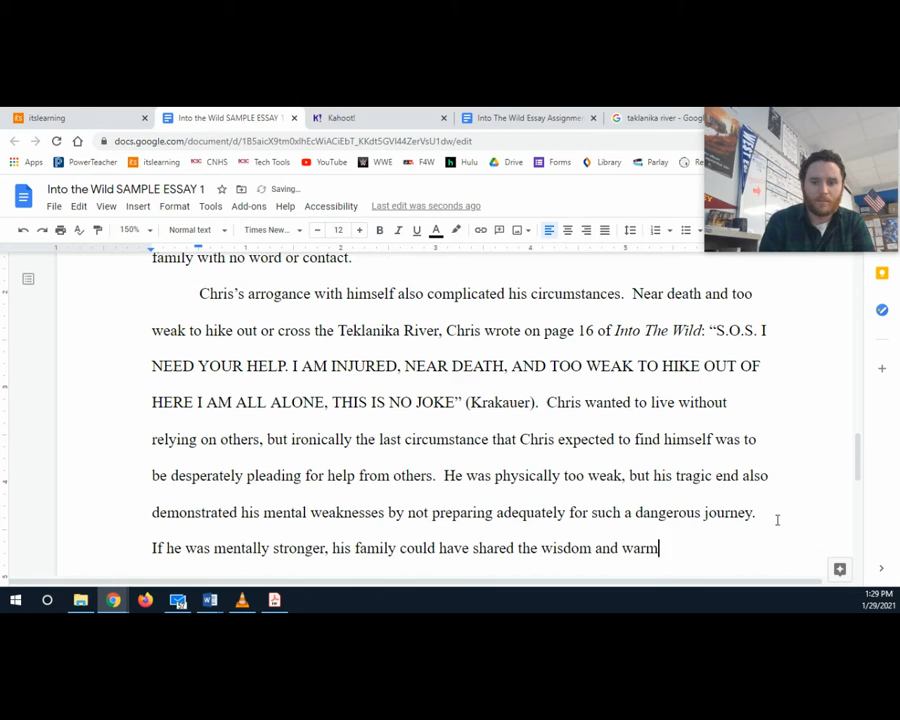 itslearning
Into the Wild SAMPLE ESSAY 1
Kahoot!
Into The Wild Essay Assignme
taklanika river - Goog
docs.google.com/document/d/1B5aicX9tm0xlhEcWiACiEbT_KKdt5GVl44ZerVsU1dw/edit
Apps
PowerTeacher
itslearning
CNHS
Tech Tools
YouTube
WWE
F4W
Hulu
Drive
Forms
Library
Parlay
Into the Wild SAMPLE ESSAY 1
Saving...
File Edit View Insert Format Tools Add-ons Help Accessibility Last edit was seconds ago
150% Normal text Times New... 12
family with no word or contact.
Chris’s arrogance with himself also complicated his circumstances. Near death and too
weak to hike out or cross the Teklanika River, Chris wrote on page 16 of Into The Wild: “S.O.S. I
NEED YOUR HELP. I AM INJURED, NEAR DEATH, AND TOO WEAK TO HIKE OUT OF
HERE I AM ALL ALONE, THIS IS NO JOKE” (Krakauer). Chris wanted to live without
relying on others, but ironically the last circumstance that Chris expected to find himself was to
be desperately pleading for help from others. He was physically too weak, but his tragic end also
demonstrated his mental weaknesses by not preparing adequately for such a dangerous journey.
If he was mentally stronger, his family could have shared the wisdom and warm
1:29 PM
1/29/2021